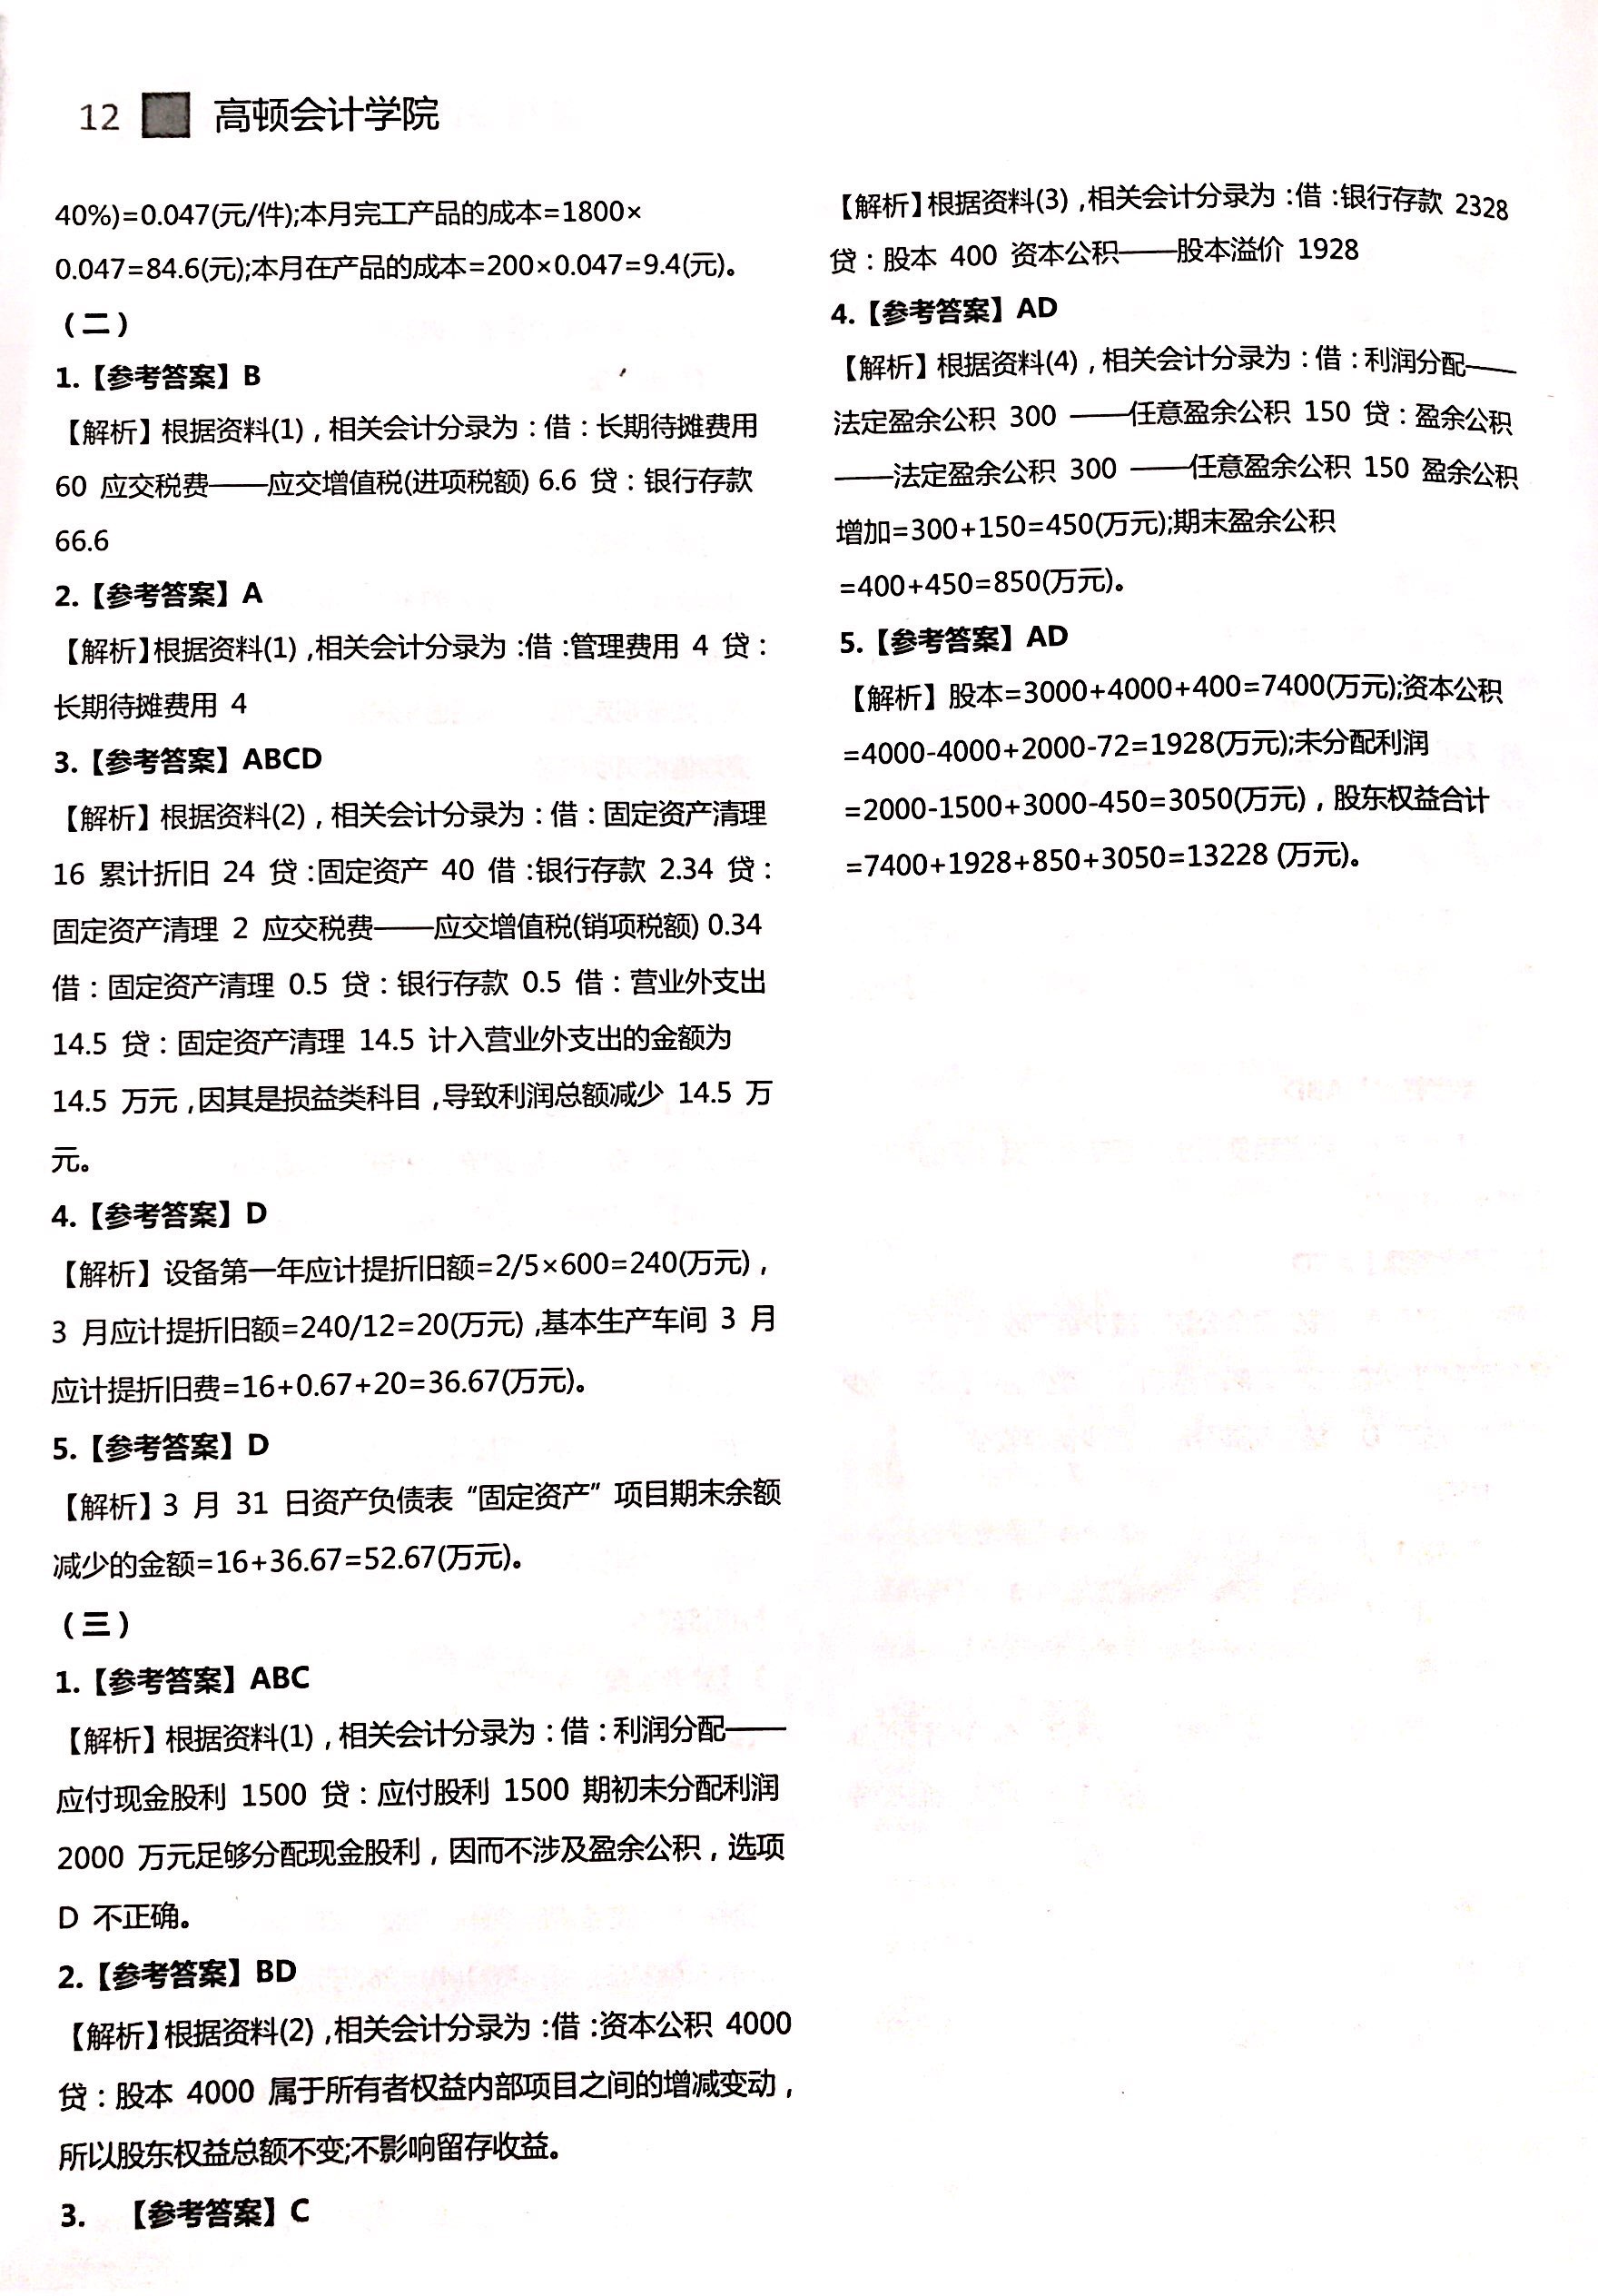 12 高顿会计学院
40%)=0.047(元/件);本月完工产品的成本=1800×
0.047=84.6(元);本月在产品的成本=200×0.047=9.4(元)。
（二）
1.【参考答案】B
【解析】根据资料(1)，相关会计分录为：借：长期待摊费用
60 应交税费——应交增值税(进项税额) 6.6 贷：银行存款
66.6
2.【参考答案】A
【解析】根据资料(1)，相关会计分录为：借：管理费用 4 贷：
长期待摊费用 4
3.【参考答案】ABCD
【解析】根据资料(2)，相关会计分录为：借：固定资产清理
16 累计折旧 24 贷：固定资产 40 借：银行存款 2.34 贷：
固定资产清理 2 应交税费——应交增值税(销项税额) 0.34
借：固定资产清理 0.5 贷：银行存款 0.5 借：营业外支出
14.5 贷：固定资产清理 14.5 计入营业外支出的金额为
14.5 万元，因其是损益类科目，导致利润总额减少 14.5 万
元。
4.【参考答案】D
【解析】设备第一年应计提折旧额=2/5×600=240(万元)，
3 月应计提折旧额=240/12=20(万元)，基本生产车间 3 月
应计提折旧费=16+0.67+20=36.67(万元)。
5.【参考答案】D
【解析】3 月 31 日资产负债表“固定资产”项目期末余额
减少的金额=16+36.67=52.67(万元)。
（三）
1.【参考答案】ABC
【解析】根据资料(1)，相关会计分录为：借：利润分配——
应付现金股利 1500 贷：应付股利 1500 期初未分配利润
2000 万元足够分配现金股利，因而不涉及盈余公积，选项
D 不正确。
2.【参考答案】BD
【解析】根据资料(2)，相关会计分录为：借：资本公积 4000
贷：股本 4000 属于所有者权益内部项目之间的增减变动，
所以股东权益总额不变;不影响留存收益。
3. 【参考答案】C
【解析】根据资料(3)，相关会计分录为：借：银行存款 2328
贷：股本 400 资本公积——股本溢价 1928
4.【参考答案】AD
【解析】根据资料(4)，相关会计分录为：借：利润分配——
法定盈余公积 300 ——任意盈余公积 150 贷：盈余公积
——法定盈余公积 300 ——任意盈余公积 150 盈余公积
增加=300+150=450(万元);期末盈余公积
=400+450=850(万元)。
5.【参考答案】AD
【解析】股本=3000+4000+400=7400(万元);资本公积
=4000-4000+2000-72=1928(万元);未分配利润
=2000-1500+3000-450=3050(万元)，股东权益合计
=7400+1928+850+3050=13228 (万元)。